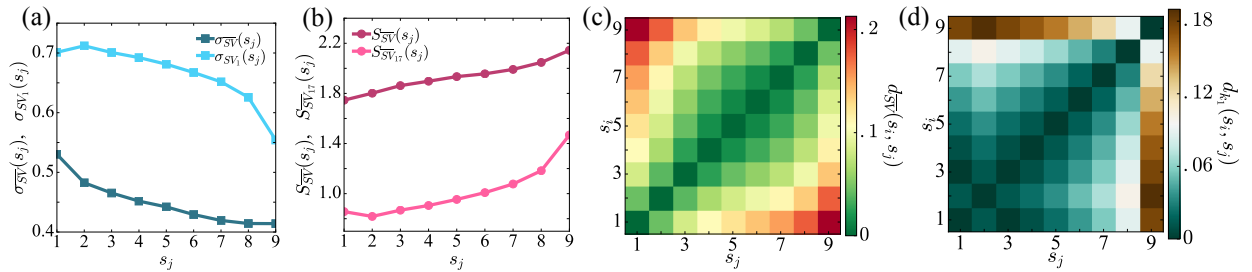 (a)
σ_{\overline{SV}}(s_j), σ_{SV_1}(s_j)
0.7
0.6
0.5
0.4
σ_{\overline{SV}}(s_j)
σ_{SV_1}(s_j)
1 2 3 4 5 6 7 8 9
s_j
(b)
S_{\overline{SV}}(s_j), S_{\overline{SV}_{17}}(s_j)
2.2
1.8
1.4
1.0
S_{\overline{SV}}(s_j)
S_{\overline{SV}_{17}}(s_j)
1 2 3 4 5 6 7 8 9
s_j
(c)
s_i
9
7
5
3
1
1 3 5 7 9
s_j
2
1
0
d_{\overline{SV}}(s_i, s_j)
(d)
s_i
9
7
5
3
1
1 3 5 7 9
s_j
.18
.12
.06
0
d_{k_1}(s_i, s_j)